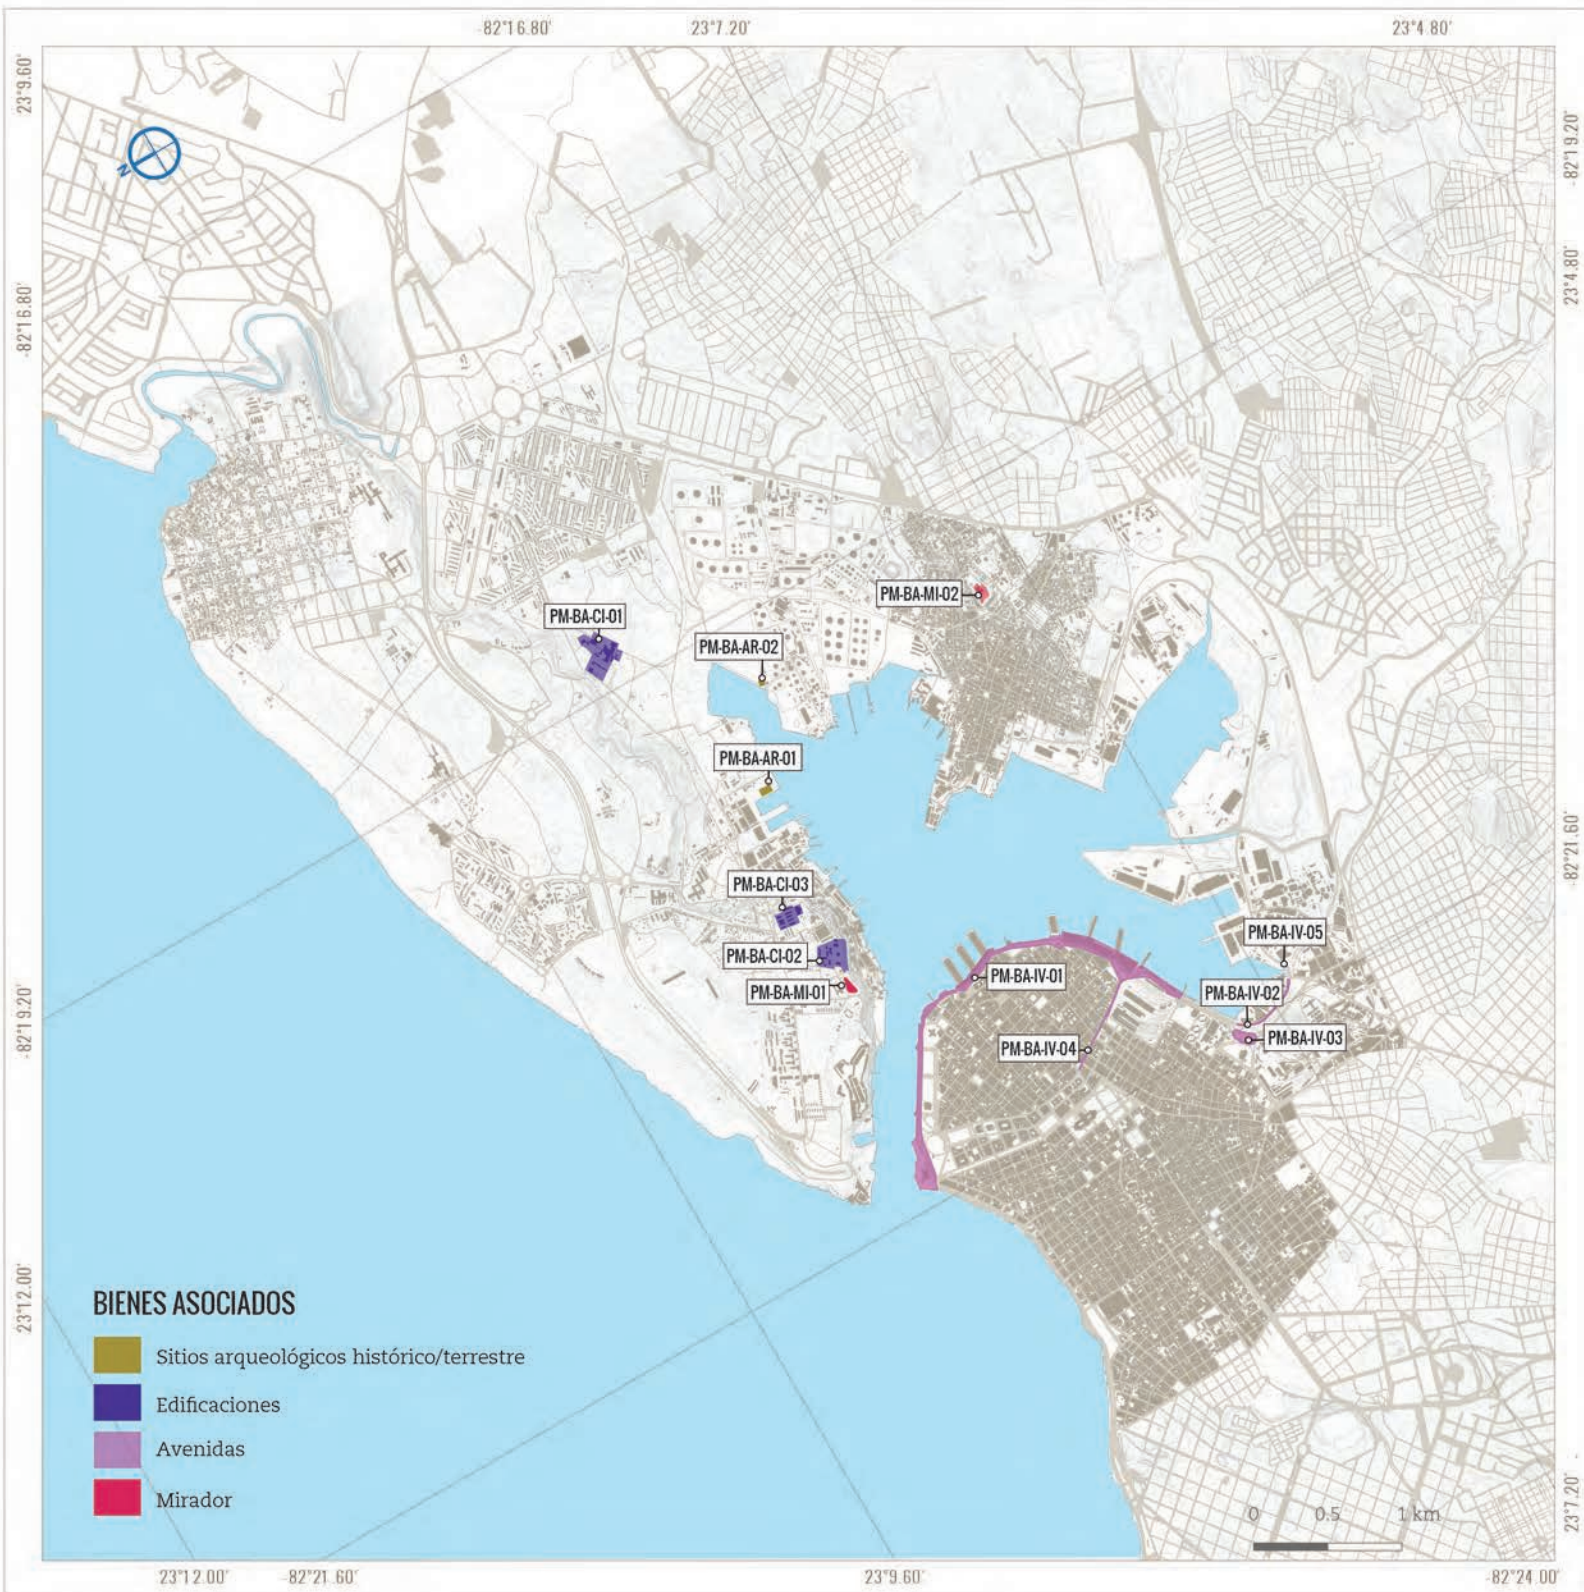 -82°16.80'
23°7.20'
23°4.80'
23°9.60'
-82°19.20'
N
23°4.80'
-82°16.80'
PM-BA-MI-02
PM-BA-CI-01
PM-BA-AR-02
PM-BA-AR-01
-82°21.60'
PM-BA-CI-03
PM-BA-IV-05
PM-BA-CI-02
PM-BA-IV-01
PM-BA-MI-01
PM-BA-IV-02
-82°19.20'
PM-BA-IV-03
PM-BA-IV-04
23°12.00'
BIENES ASOCIADOS
Sitios arqueológicos histórico/terrestre
Edificaciones
Avenidas
Mirador
23°7.20'
0 0.5 1 km
23°12.00'
-82°21.60'
23°9.60'
-82°24.00'